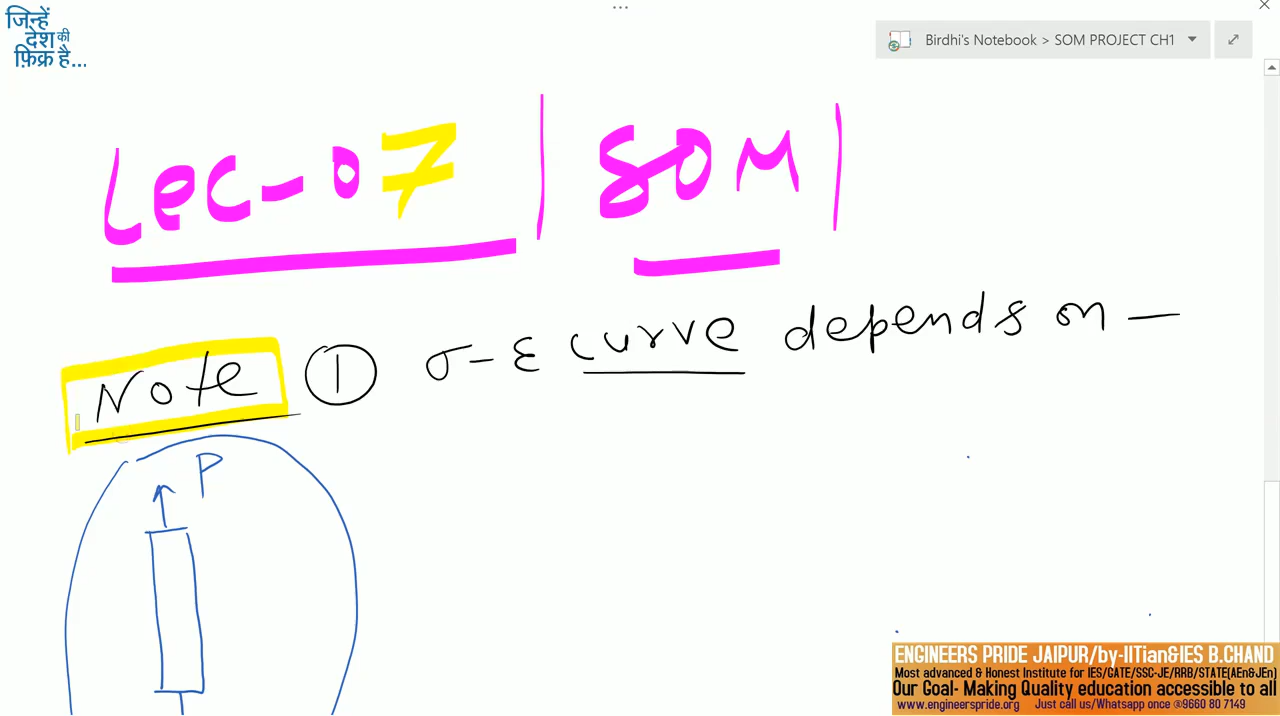 जिन्हें
देश की
फ़िक्र है...
Birdhi's Notebook > SOM PROJECT CH1
Lec-07 | SOM |
Note ① σ-ε curve depends on —
P
ENGINEERS PRIDE JAIPUR/by-IITian&IES B.CHAND
Most advanced & Honest Institute for IES/GATE/SSC-JE/RRB/STATE(AEn&JEn)
Our Goal- Making Quality education accessible to all
www.engineerspride.org Just call us/Whatsapp once @9660 80 7149